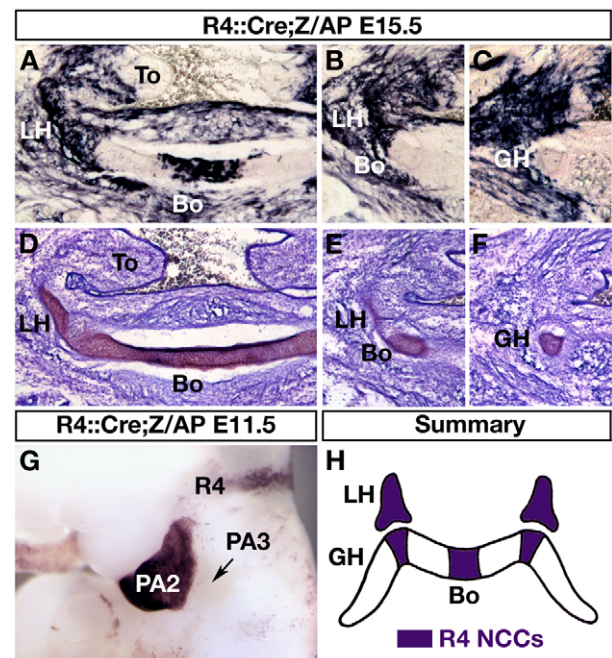 R4::Cre;Z/AP E15.5
A To LH Bo
B LH Bo
C GH
D To LH Bo
E LH Bo
F GH
R4::Cre;Z/AP E11.5
Summary
G R4 PA3 PA2
H LH GH Bo
R4 NCCs